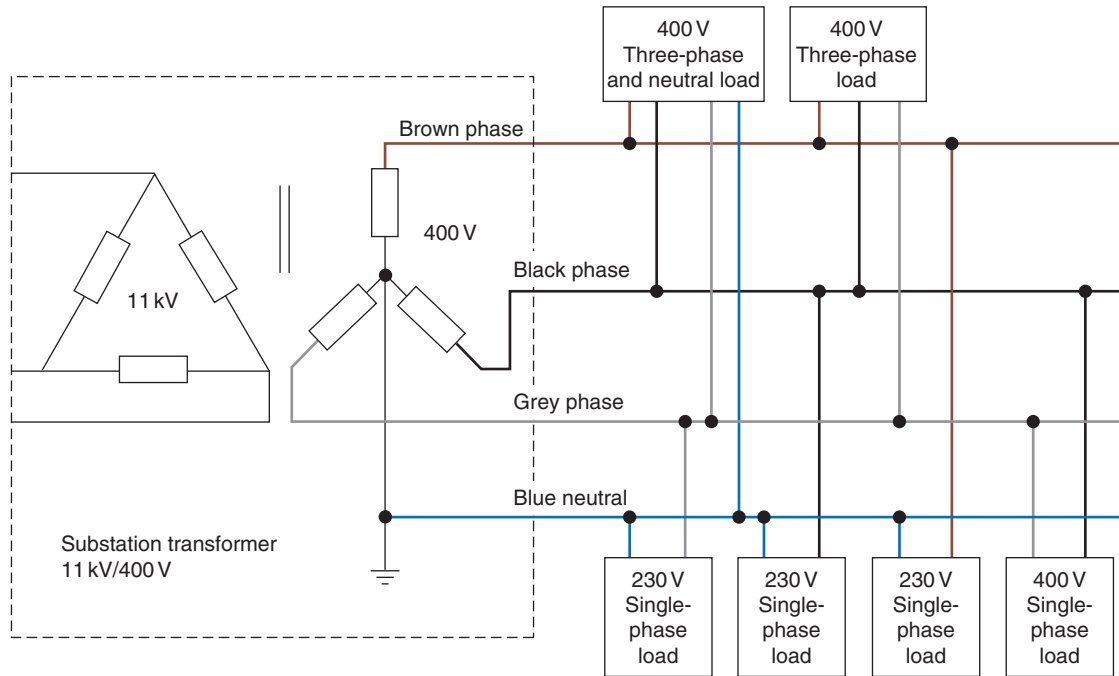 400 V
Three-phase
and neutral load
400 V
Three-phase
load
Brown phase
400 V
Black phase
11 kV
Grey phase
Blue neutral
Substation transformer
11 kV/400 V
230 V
Single-
phase
load
230 V
Single-
phase
load
230 V
Single-
phase
load
400 V
Single-
phase
load